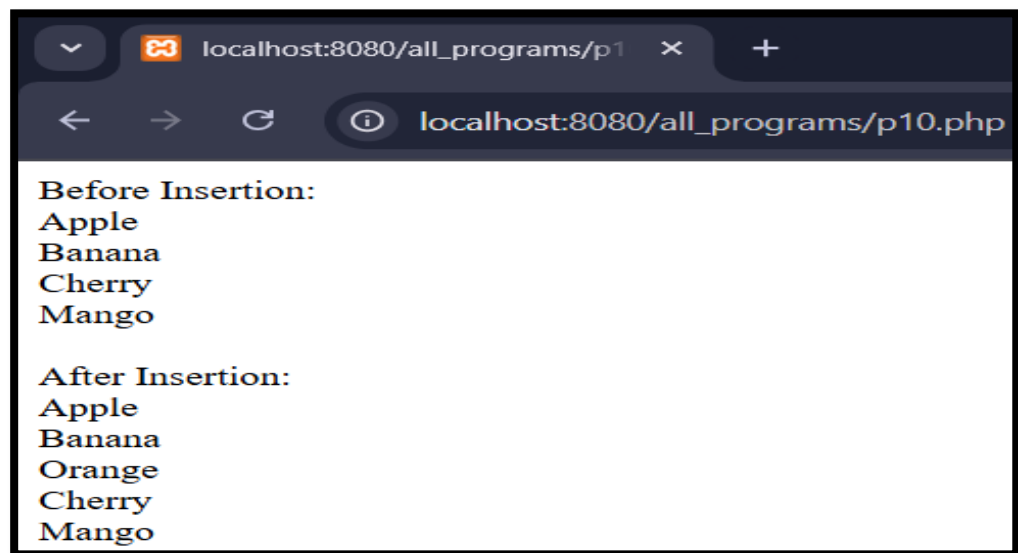 localhost:8080/all_programs/p1
localhost:8080/all_programs/p10.php
Before Insertion:
Apple
Banana
Cherry
Mango
After Insertion:
Apple
Banana
Orange
Cherry
Mango